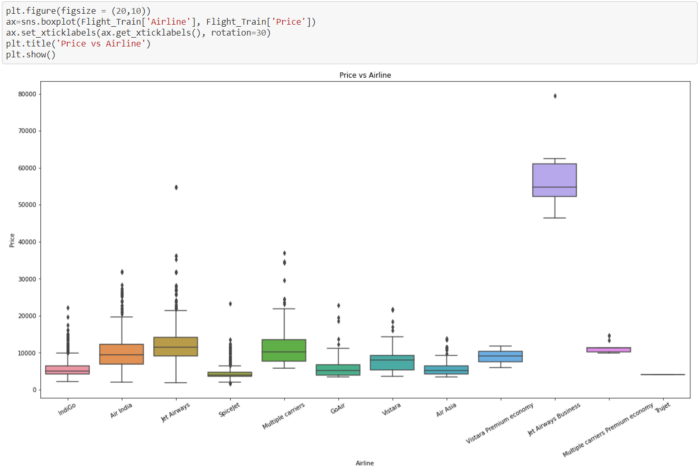 plt.figure(figsize = (20,10))
ax=sns.boxplot(Flight_Train['Airline'], Flight_Train['Price'])
ax.set_xticklabels(ax.get_xticklabels(), rotation=30)
plt.title('Price vs Airline')
plt.show()
Price vs Airline
80000
70000
60000
50000
40000
30000
20000
10000
0
Price
IndiGo
Air India
Jet Airways
SpiceJet
Multiple carriers
GoAir
Vistara
Air Asia
Vistara Premium economy
Jet Airways Business
Multiple carriers Premium economy
Trujet
Airline